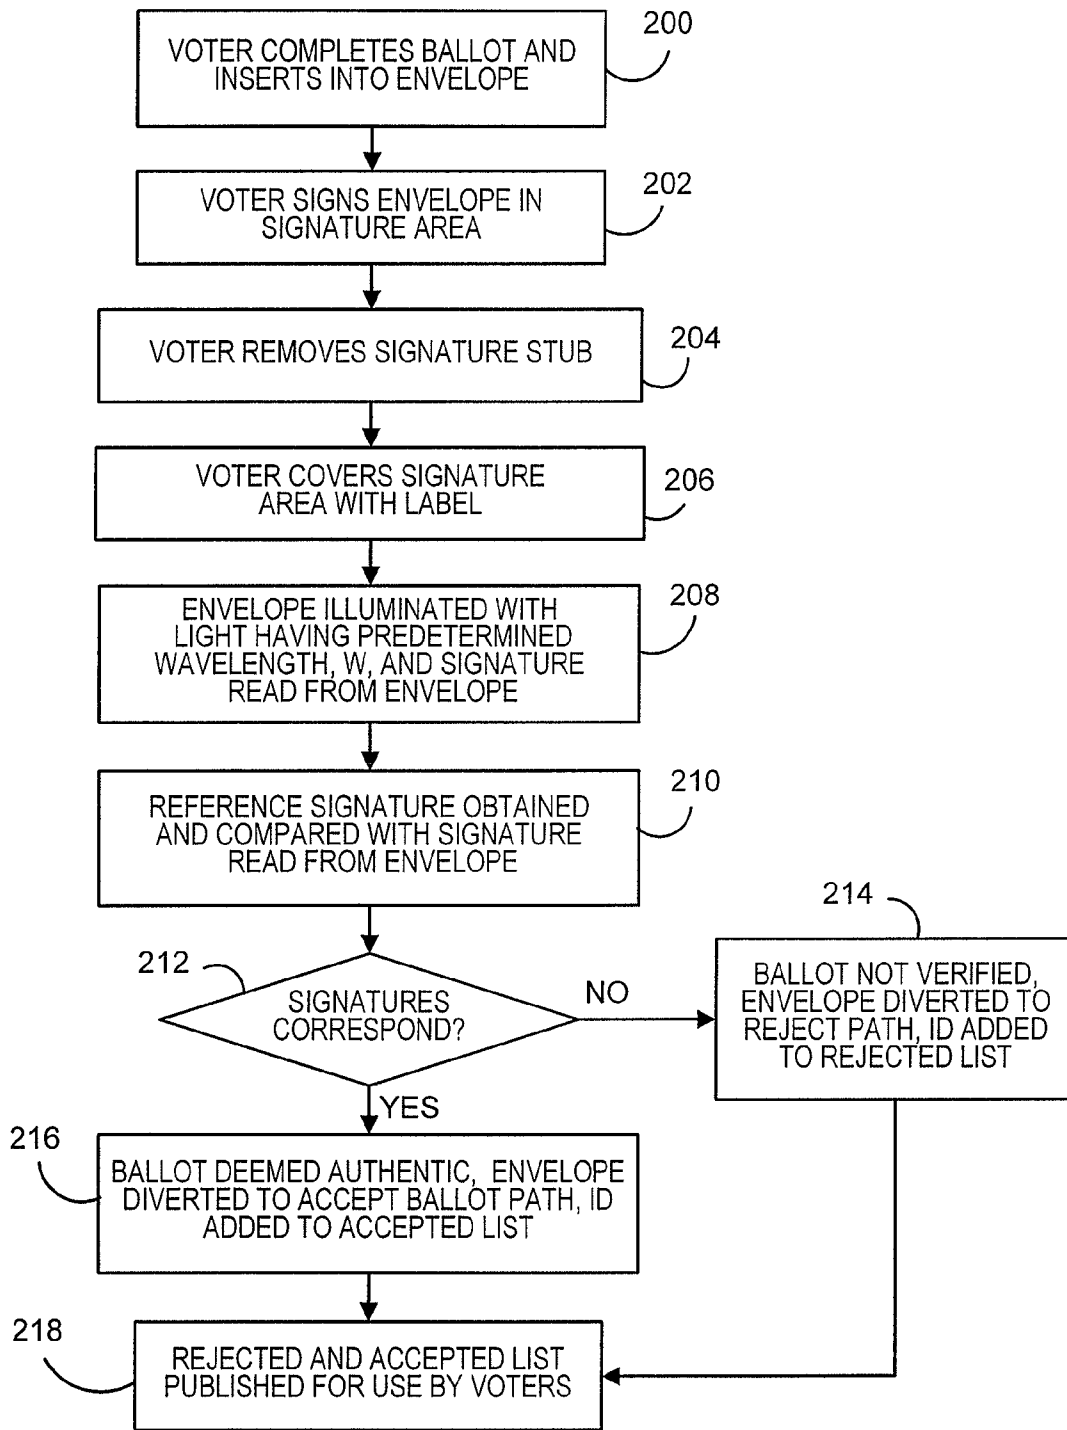 VOTER COMPLETES BALLOT AND
INSERTS INTO ENVELOPE
200
VOTER SIGNS ENVELOPE IN
SIGNATURE AREA
202
VOTER REMOVES SIGNATURE STUB
204
VOTER COVERS SIGNATURE
AREA WITH LABEL
206
ENVELOPE ILLUMINATED WITH
LIGHT HAVING PREDETERMINED
WAVELENGTH, W, AND SIGNATURE
READ FROM ENVELOPE
208
REFERENCE SIGNATURE OBTAINED
AND COMPARED WITH SIGNATURE
READ FROM ENVELOPE
210
212
SIGNATURES
CORRESPOND?
NO
214
BALLOT NOT VERIFIED,
ENVELOPE DIVERTED TO
REJECT PATH, ID ADDED
TO REJECTED LIST
YES
216
BALLOT DEEMED AUTHENTIC, ENVELOPE
DIVERTED TO ACCEPT BALLOT PATH, ID
ADDED TO ACCEPTED LIST
218
REJECTED AND ACCEPTED LIST
PUBLISHED FOR USE BY VOTERS